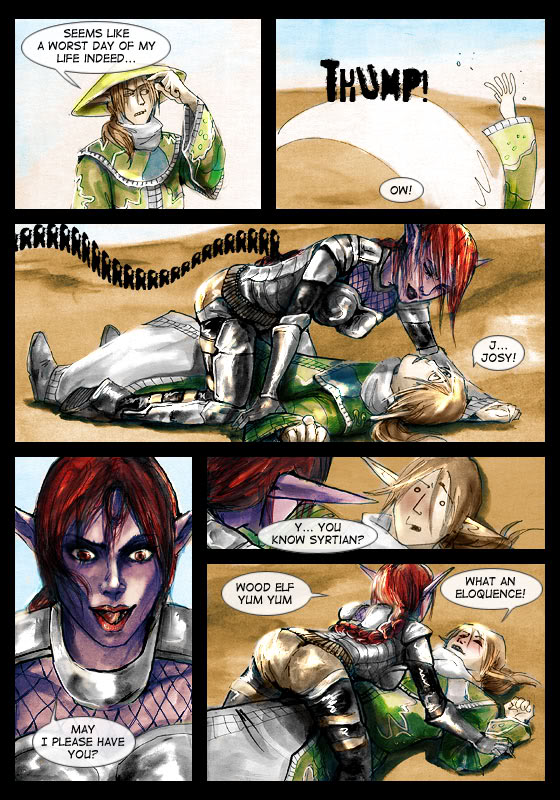 SEEMS LIKE
A WORST DAY OF MY
LIFE INDEED...
THUMP!
OW!
RRRRRRRRRRRRRRRRRRRRRRRRRRRR
J...
JOSY!
MAY
I PLEASE HAVE
YOU?
Y... YOU
KNOW SYRTIAN?
WOOD ELF
YUM YUM
WHAT AN
ELOQUENCE!